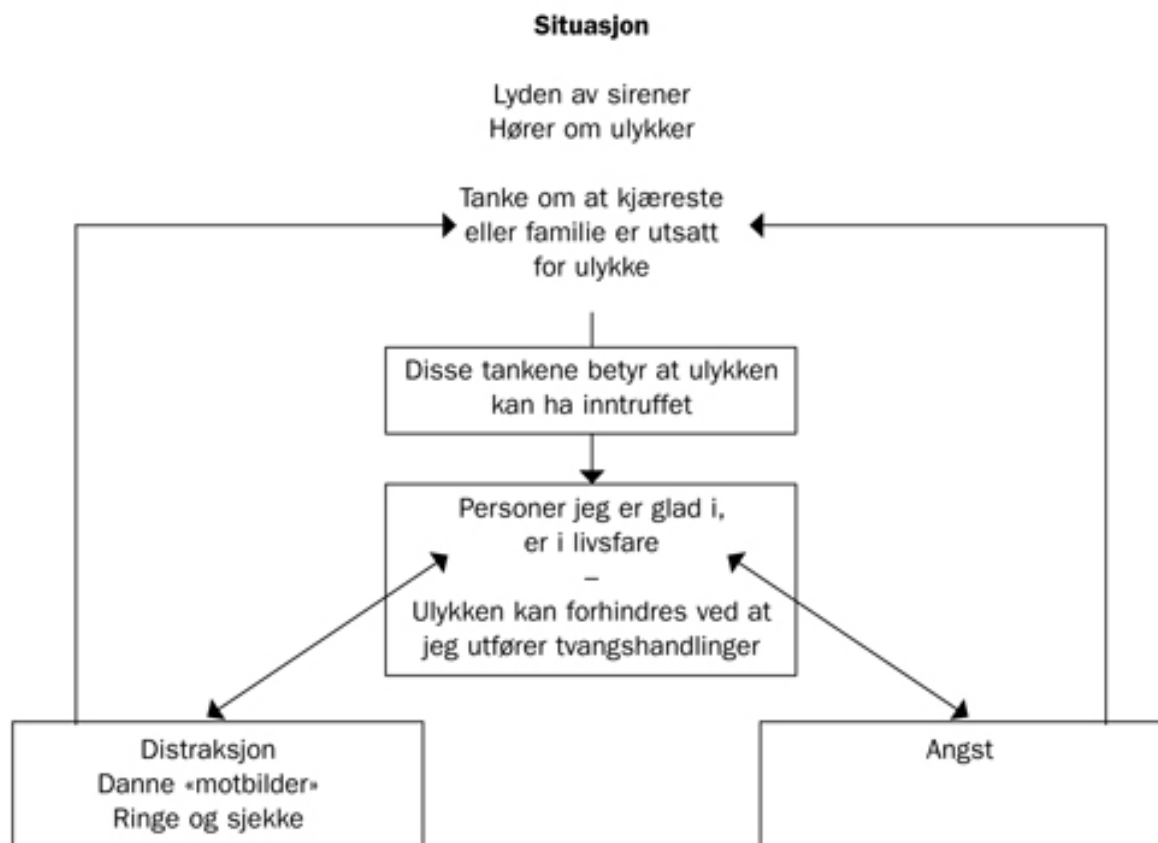 Situasjon
Lyden av sirener
Hører om ulykker
Tanke om at kjæreste
eller familie er utsatt
for ulykke
Disse tankene betyr at ulykken
kan ha inntruffet
Personer jeg er glad i,
er i livsfare
–
Ulykken kan forhindres ved at
jeg utfører tvangshandlinger
Distraksjon
Danne «motbilder»
Ringe og sjekke
Angst